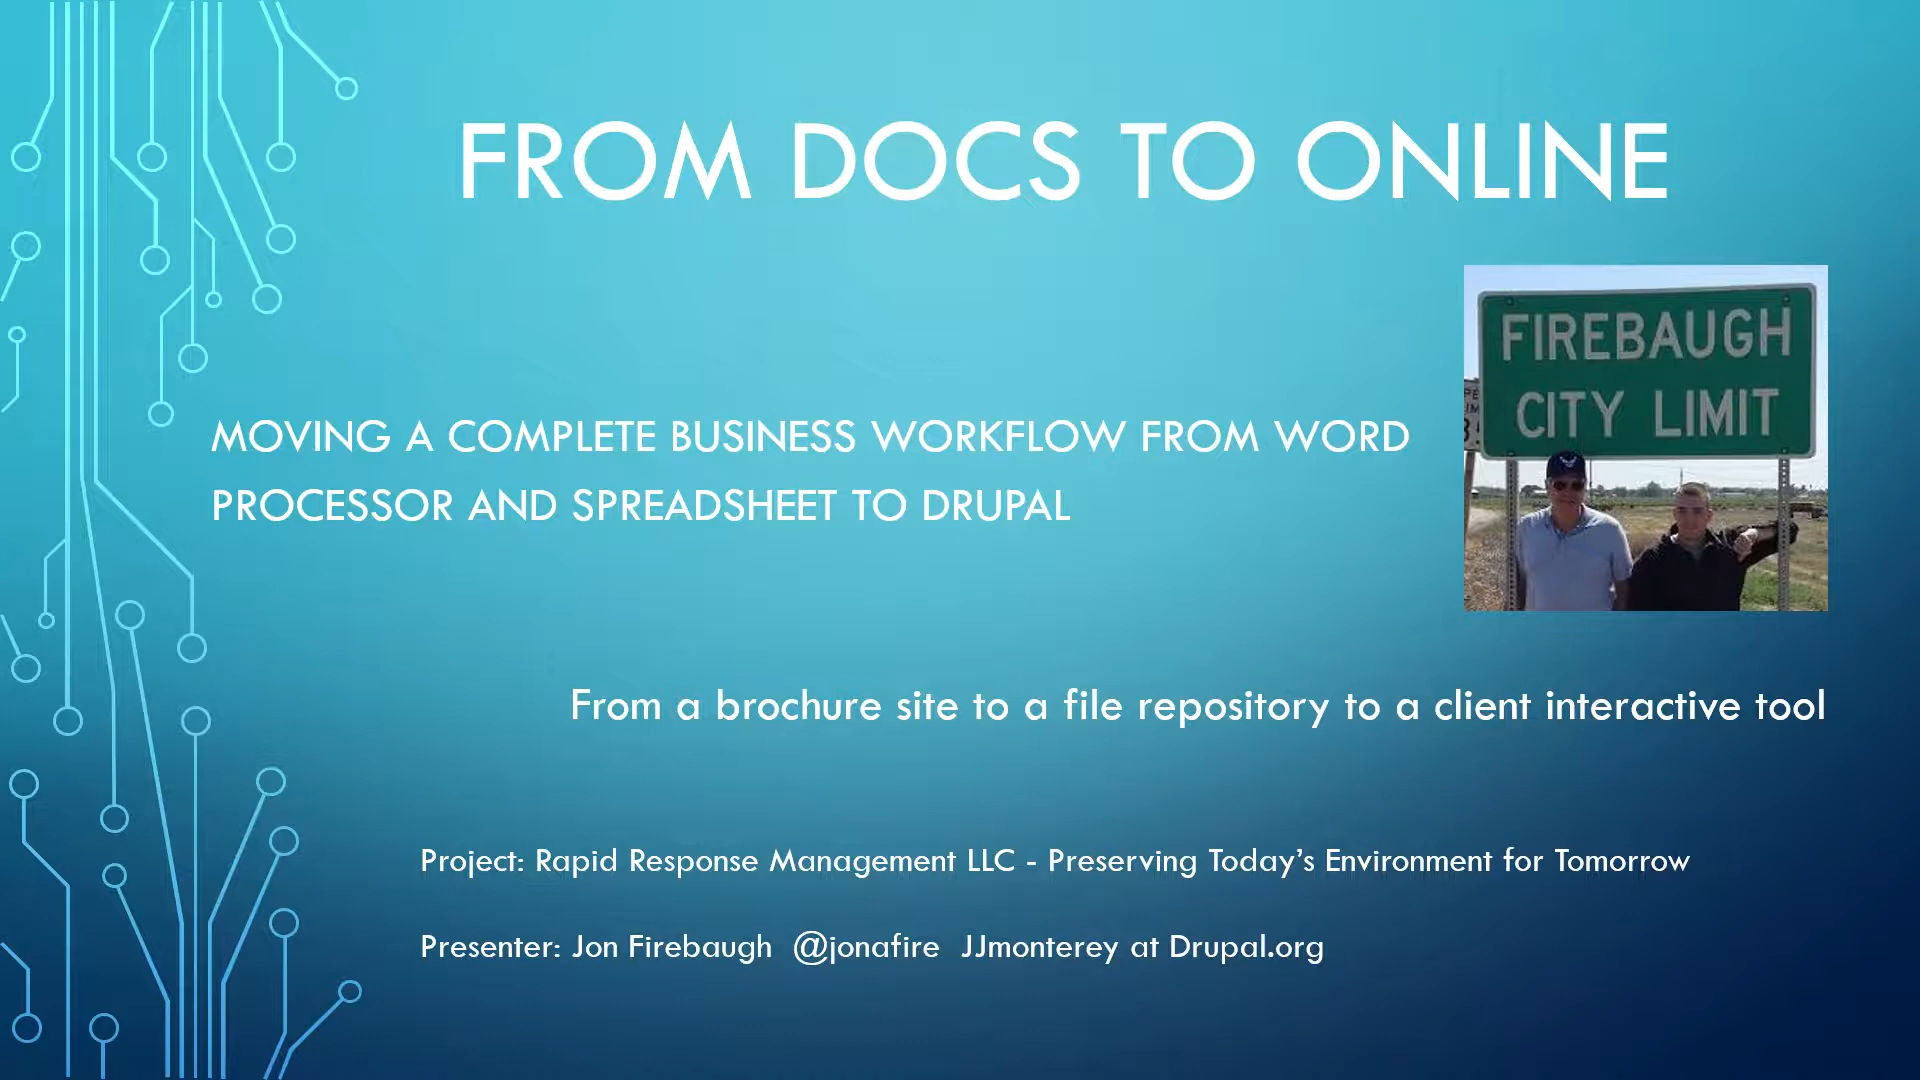 FROM DOCS TO ONLINE
FIREBAUGH
CITY LIMIT
MOVING A COMPLETE BUSINESS WORKFLOW FROM WORD
PROCESSOR AND SPREADSHEET TO DRUPAL
From a brochure site to a file repository to a client interactive tool
Project: Rapid Response Management LLC - Preserving Today’s Environment for Tomorrow
Presenter: Jon Firebaugh @jonafire JJmonterey at Drupal.org